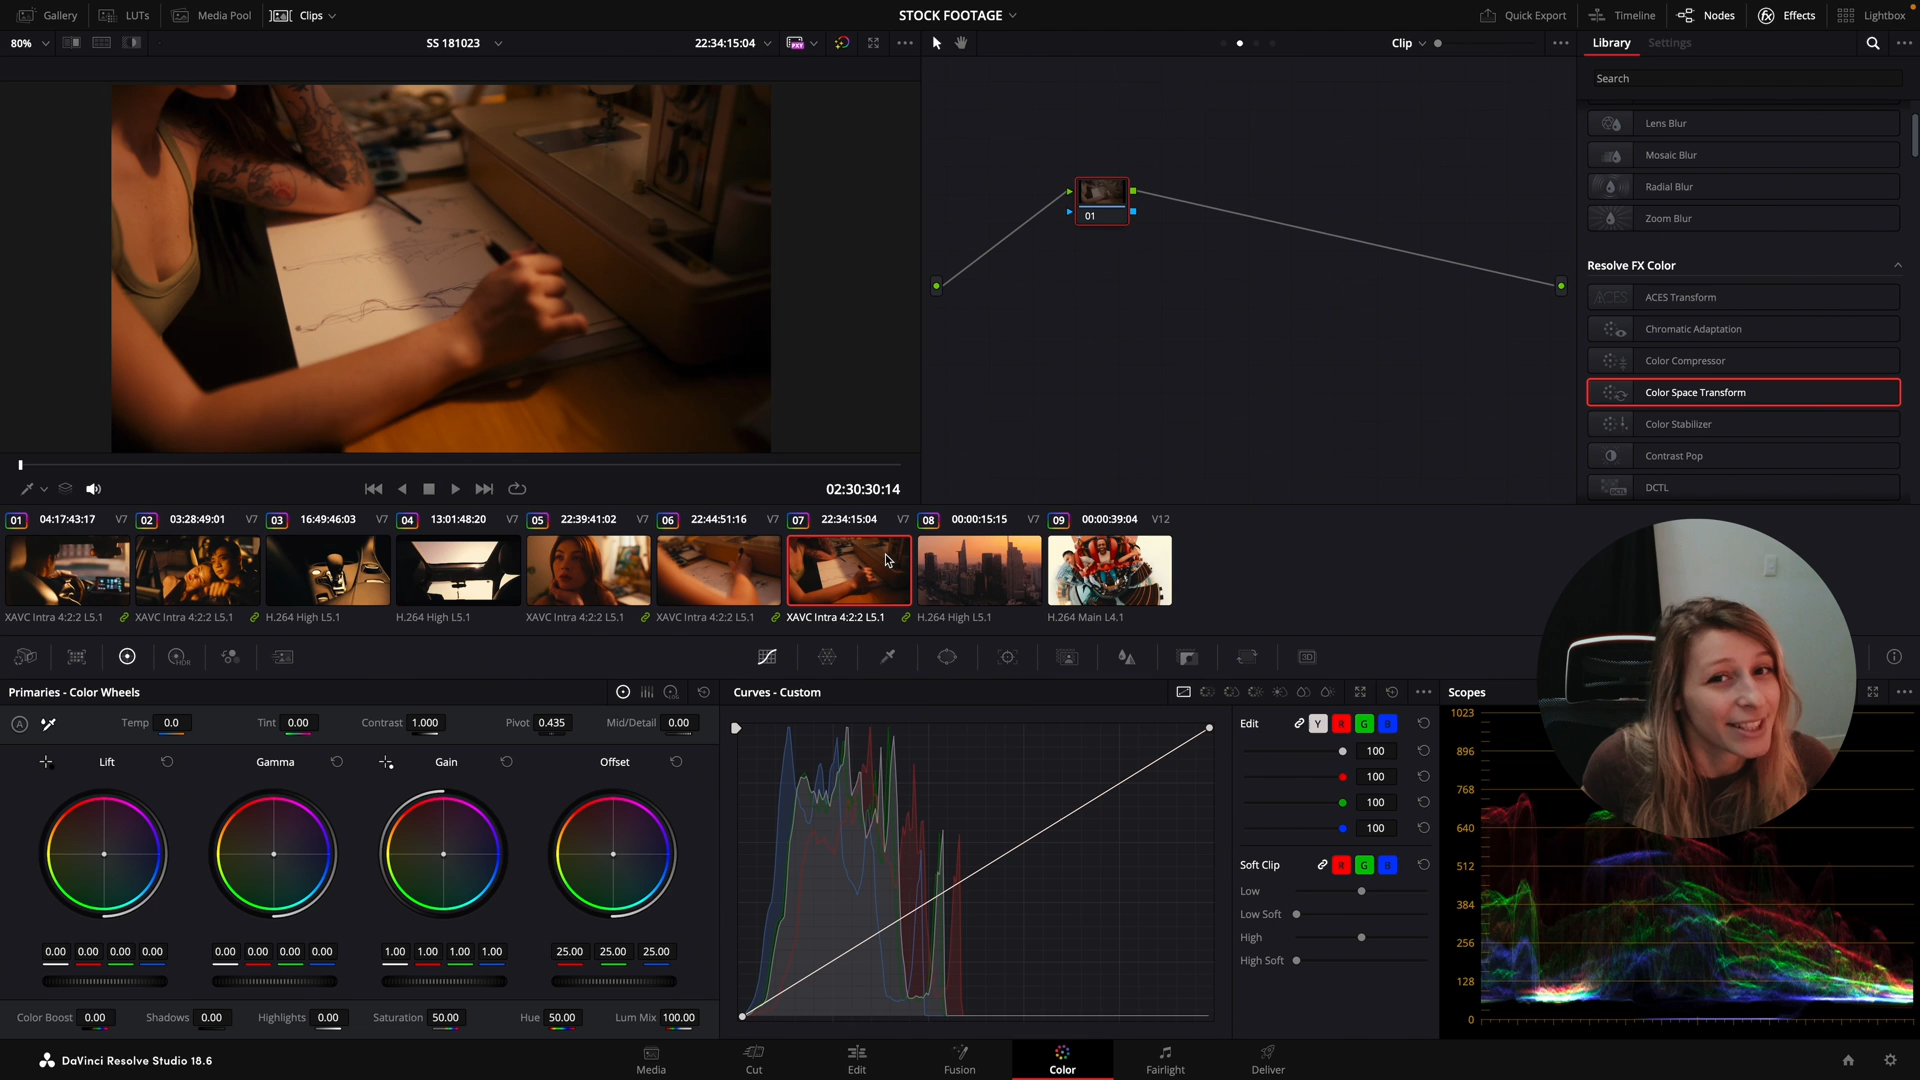 Gallery LUTs Media Pool Clips STOCK FOOTAGE Quick Export Timeline Nodes Effects Lightbox
80% SS 181023 22:34:15:04 Clip Library Settings
Search
Lens Blur
Mosaic Blur
Radial Blur
Zoom Blur
01
Resolve FX Color
ACES Transform
Chromatic Adaptation
Color Compressor
Color Space Transform
Color Stabilizer
Contrast Pop
DCTL
02:30:30:14
01 04:17:43:17 V7 02 03:28:49:01 V7 03 16:49:46:03 V7 04 13:01:48:20 V7 05 22:39:41:02 V7 06 22:44:51:16 V7 07 22:34:15:04 V7 08 00:00:15:15 V7 09 00:00:39:04 V12
XAVC Intra 4:2:2 L5.1 XAVC Intra 4:2:2 L5.1 H.264 High L5.1 H.264 High L5.1 XAVC Intra 4:2:2 L5.1 XAVC Intra 4:2:2 L5.1 XAVC Intra 4:2:2 L5.1 H.264 High L5.1 H.264 Main L4.1
HDR 3D
Primaries - Color Wheels LOG
Temp 0.0 Tint 0.00 Contrast 1.000 Pivot 0.435 Mid/Detail 0.00
Lift Gamma Gain Offset
0.00 0.00 0.00 0.00 0.00 0.00 0.00 0.00 1.00 1.00 1.00 1.00 25.00 25.00 25.00
Color Boost 0.00 Shadows 0.00 Highlights 0.00 Saturation 50.00 Hue 50.00 Lum Mix 100.00
Curves - Custom
Edit Y R G B
100
100
100
100
Soft Clip R G B
Low
Low Soft
High
High Soft
Scopes
1023
896
768
640
512
384
256
128
0
DaVinci Resolve Studio 18.6
Media Cut Edit Fusion Color Fairlight Deliver